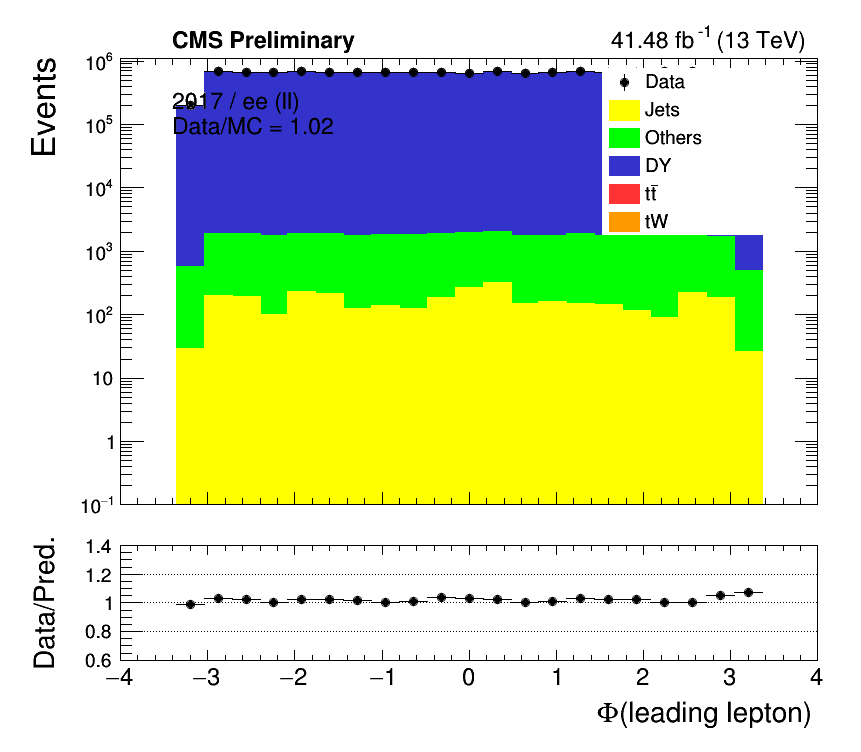 CMS Preliminary
41.48 fb⁻¹ (13 TeV)
Events
10⁶
10⁵
10⁴
10³
10²
10
1
10⁻¹
2017 / ee (ll)
Data/MC = 1.02
Data
Jets
Others
DY
tt̄
tW
Data/Pred.
1.4
1.2
1
0.8
0.6
−4 −3 −2 −1 0 1 2 3 4
Φ(leading lepton)